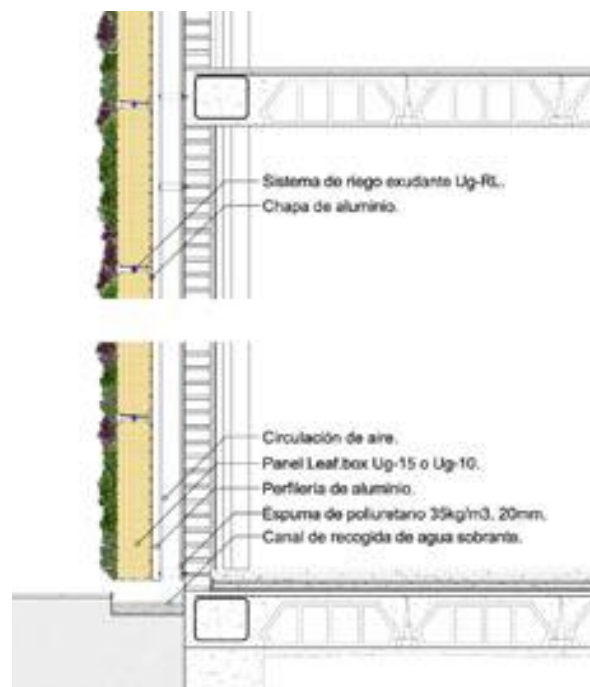 Sistema de riego exudante Ug-RL.
Chapa de aluminio.
Circulación de aire.
Panel Leaf.box Ug-15 o Ug-10.
Perfilería de aluminio.
Espuma de poliuretano 35kg/m3, 20mm.
Canal de recogida de agua sobrante.